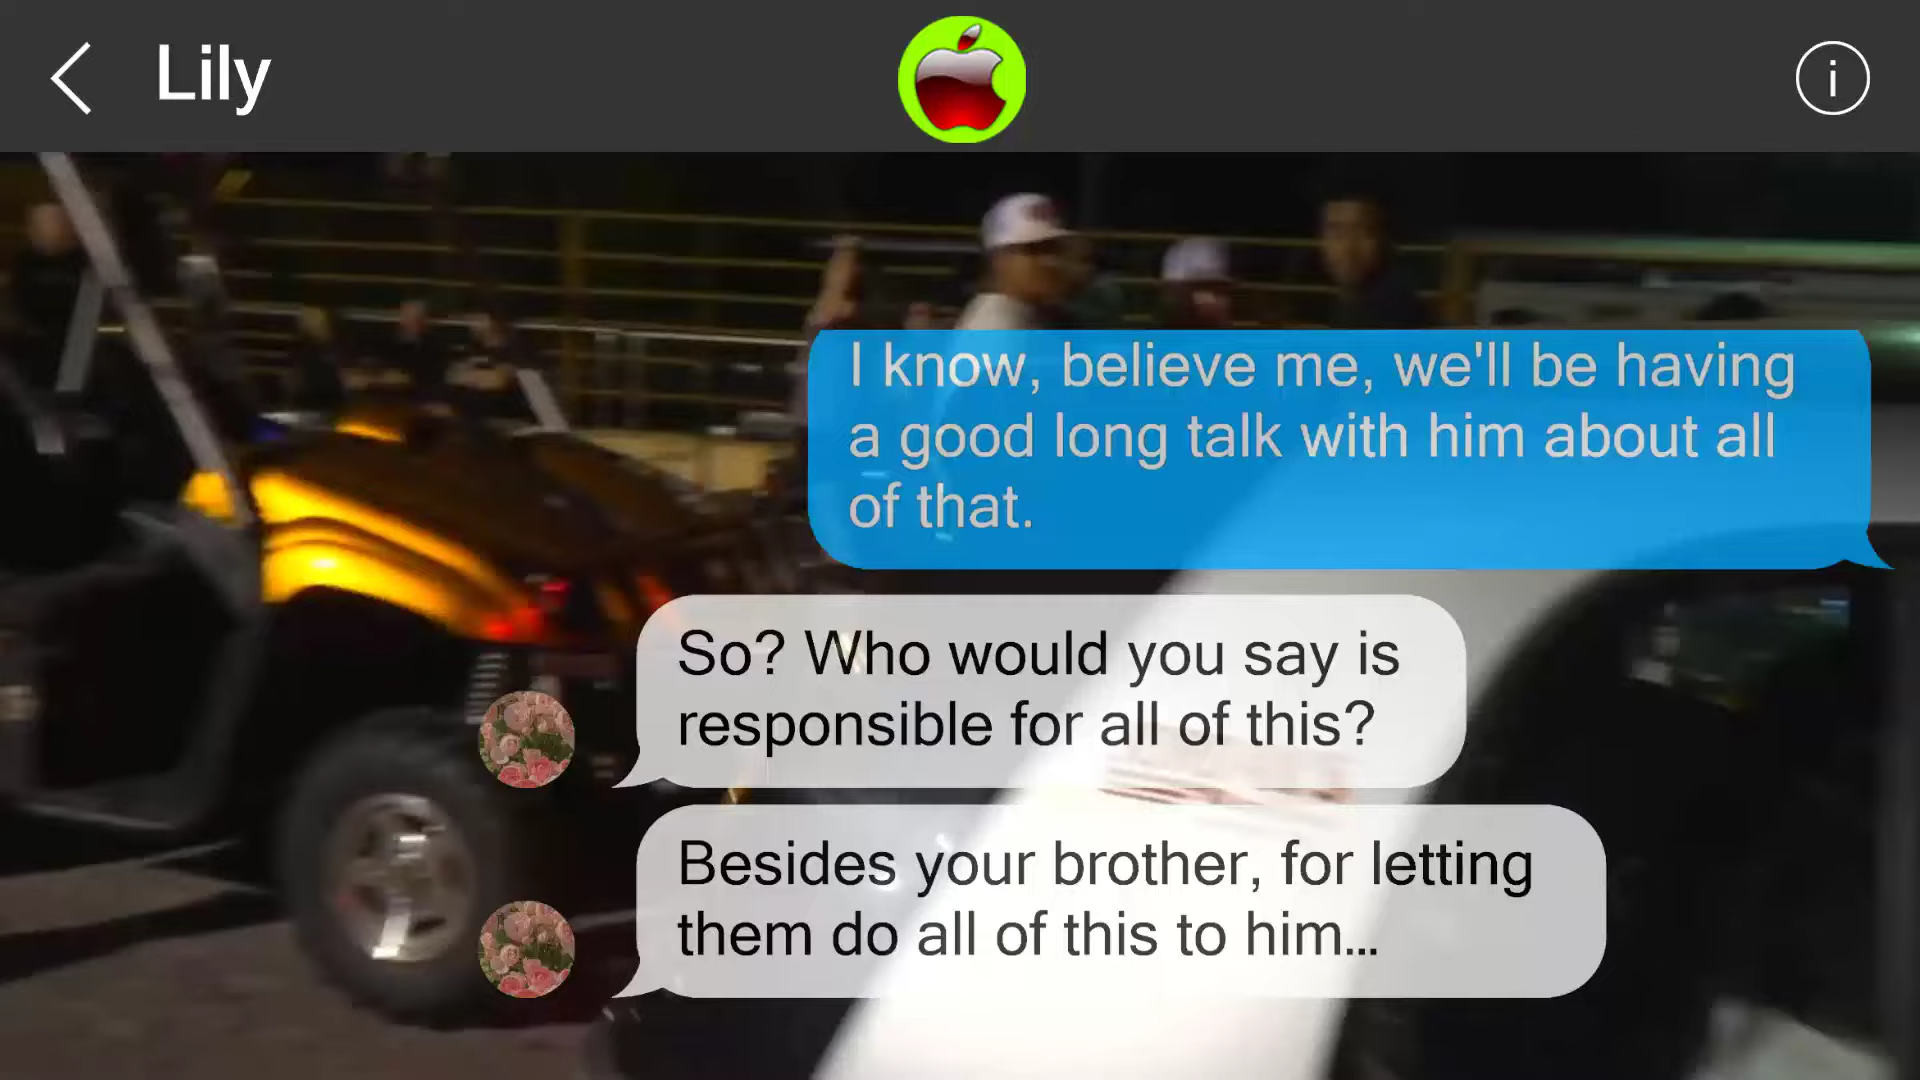 Lily
I know, believe me, we'll be having
a good long talk with him about all
of that.
So? Who would you say is
responsible for all of this?
Besides your brother, for letting
them do all of this to him...